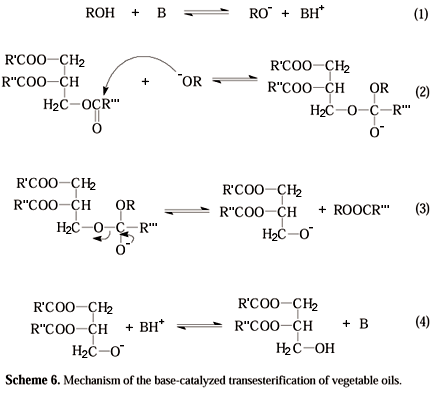 ROH + B ⇌ RO⁻ + BH⁺ (1)
R'COO—CH₂
R''COO—CH + ⁻OR ⇌ R'COO—CH₂
H₂C—OCR''' R''COO—CH OR (2)
O H₂C—O—C—R'''
O⁻
R'COO—CH₂
R''COO—CH OR ⇌ R'COO—CH₂
H₂C—O—C—R''' R''COO—CH + ROOCR''' (3)
O⁻ H₂C—O⁻
R'COO—CH₂ R'COO—CH₂
R''COO—CH + BH⁺ ⇌ R''COO—CH + B (4)
H₂C—O⁻ H₂C—OH
Scheme 6. Mechanism of the base-catalyzed transesterification of vegetable oils.